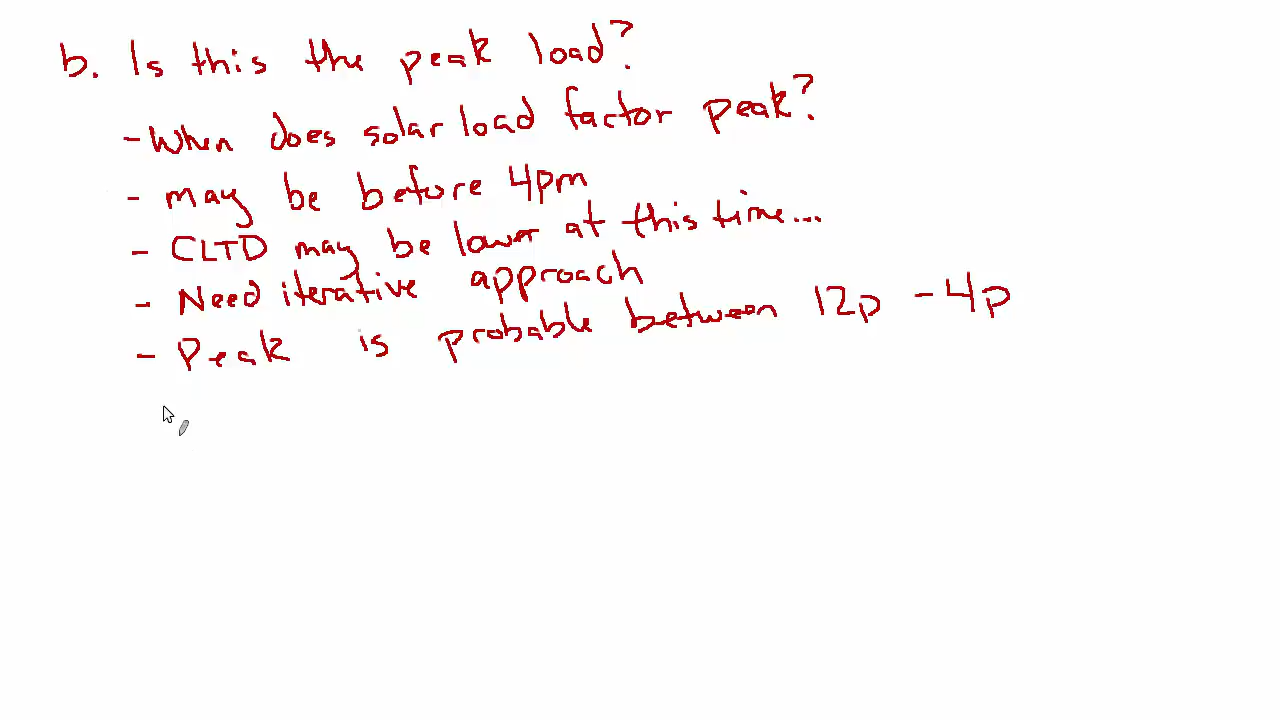 b. Is this the peak load?
- When does solar load factor peak?
- may be before 4pm
- CLTD may be lower at this time...
- Need iterative approach
- Peak is probable between 12p - 4p